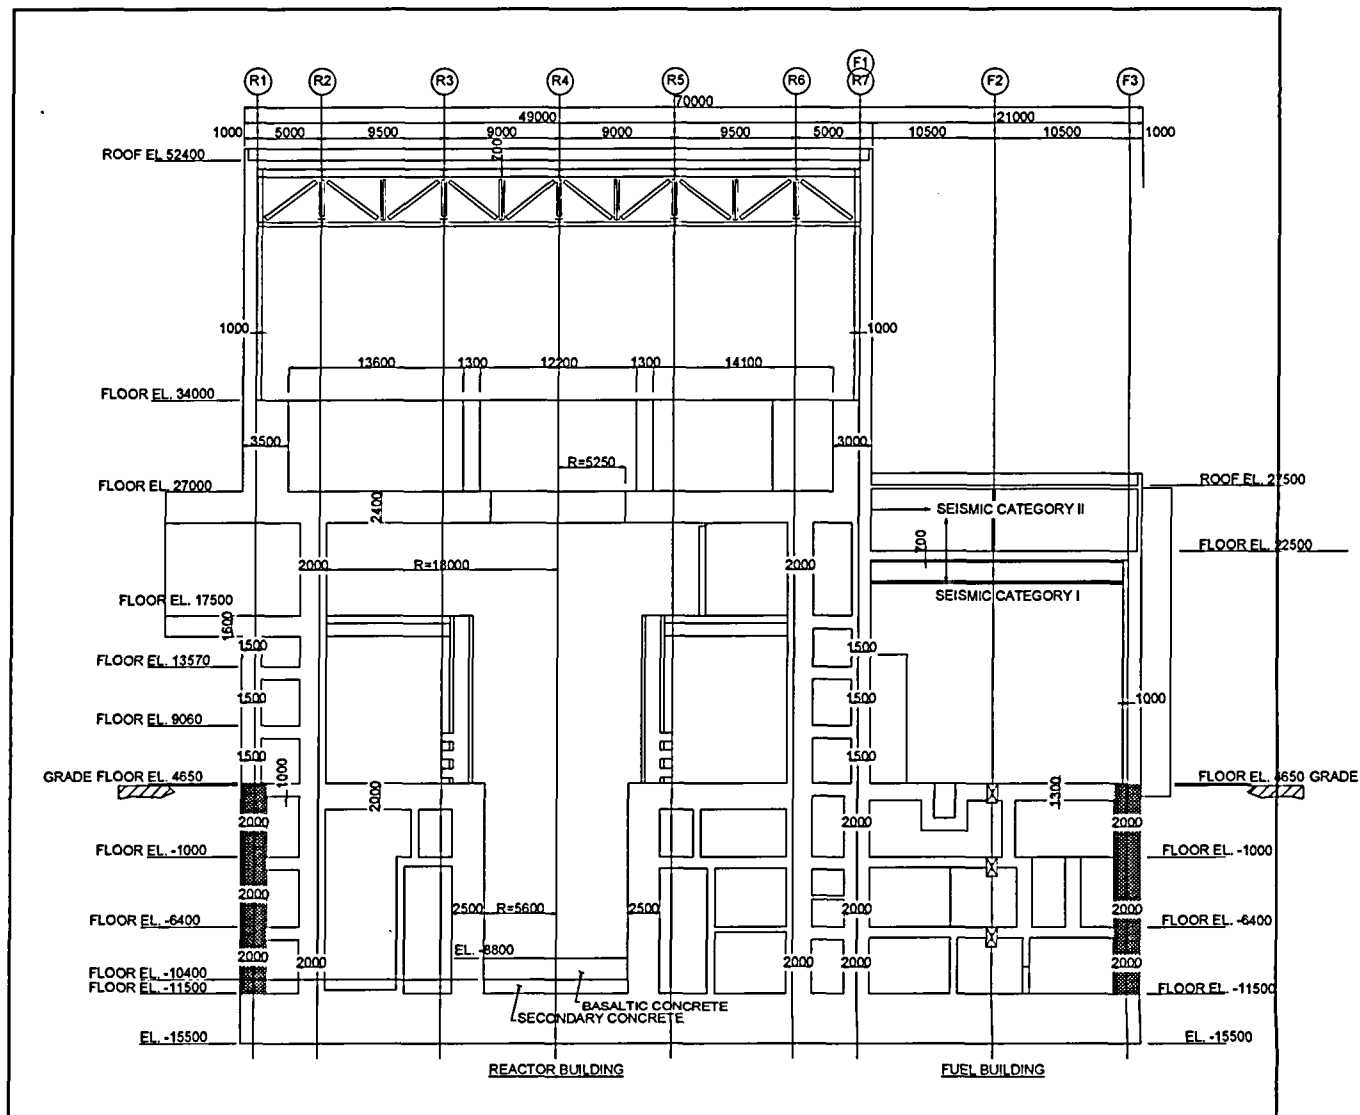 F1
R1 R2 R3 R4 R5 R6 R7 F2 F3
70000
49000 21000
1000 5000 9500 9000 9000 9500 5000 10500 10500 1000
ROOF EL 52400
700
1000 1000
13600 1300 12200 1300 14100
FLOOR EL. 34000
3500 3000
R=5250
FLOOR EL. 27000
ROOF EL. 27500
2400
SEISMIC CATEGORY II
700
FLOOR EL. 22500
2000 R=18000 2000
SEISMIC CATEGORY I
FLOOR EL. 17500
1600
1500 1500
FLOOR EL. 13570
1500 1500 1000
FLOOR EL. 9060
1500 1500
GRADE FLOOR EL. 4650
FLOOR EL. 4650 GRADE
1000 2000 1300
2000 2000 2000
FLOOR EL. -1000
FLOOR EL. -1000
2000 2500 R=5600 2500 2000 2000
FLOOR EL. -6400
FLOOR EL. -6400
EL. -8800
2000 2000 2000 2000 2000
FLOOR EL. -10400
FLOOR EL. -11500
FLOOR EL. -11500
BASALTIC CONCRETE
SECONDARY CONCRETE
EL. -15500
EL. -15500
REACTOR BUILDING
FUEL BUILDING